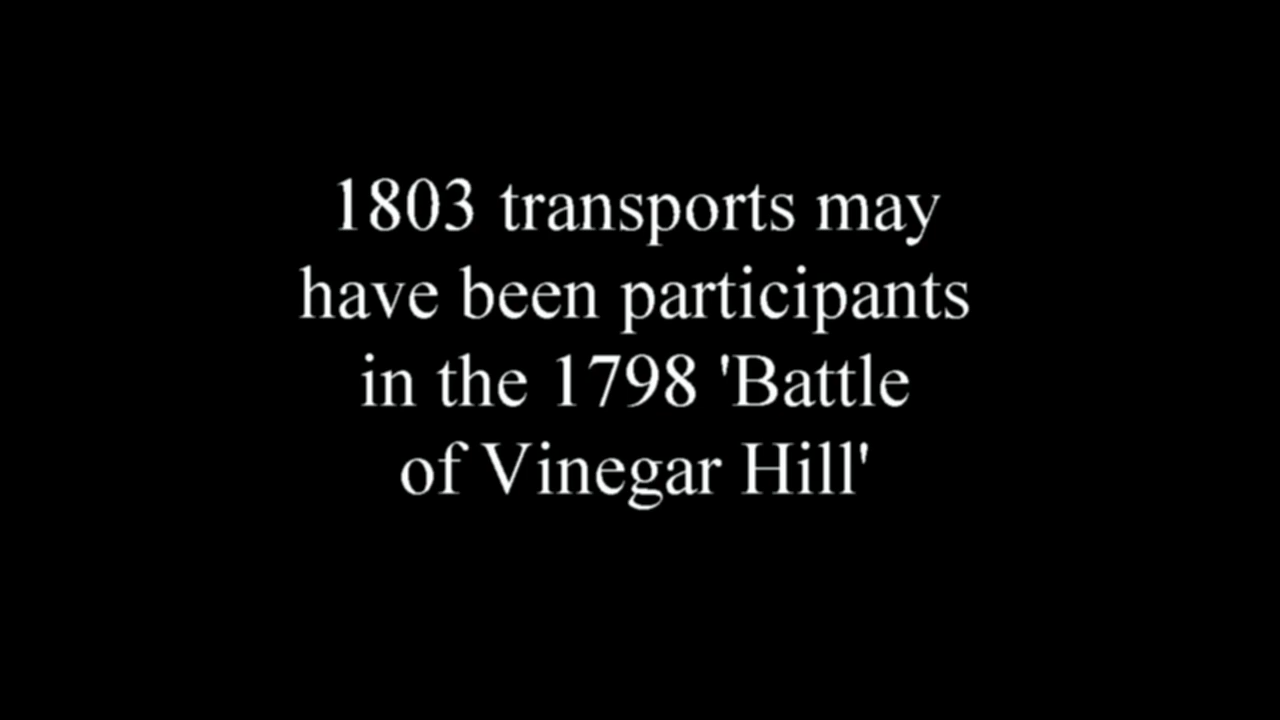 1803 transports may
have been participants
in the 1798 'Battle
of Vinegar Hill'